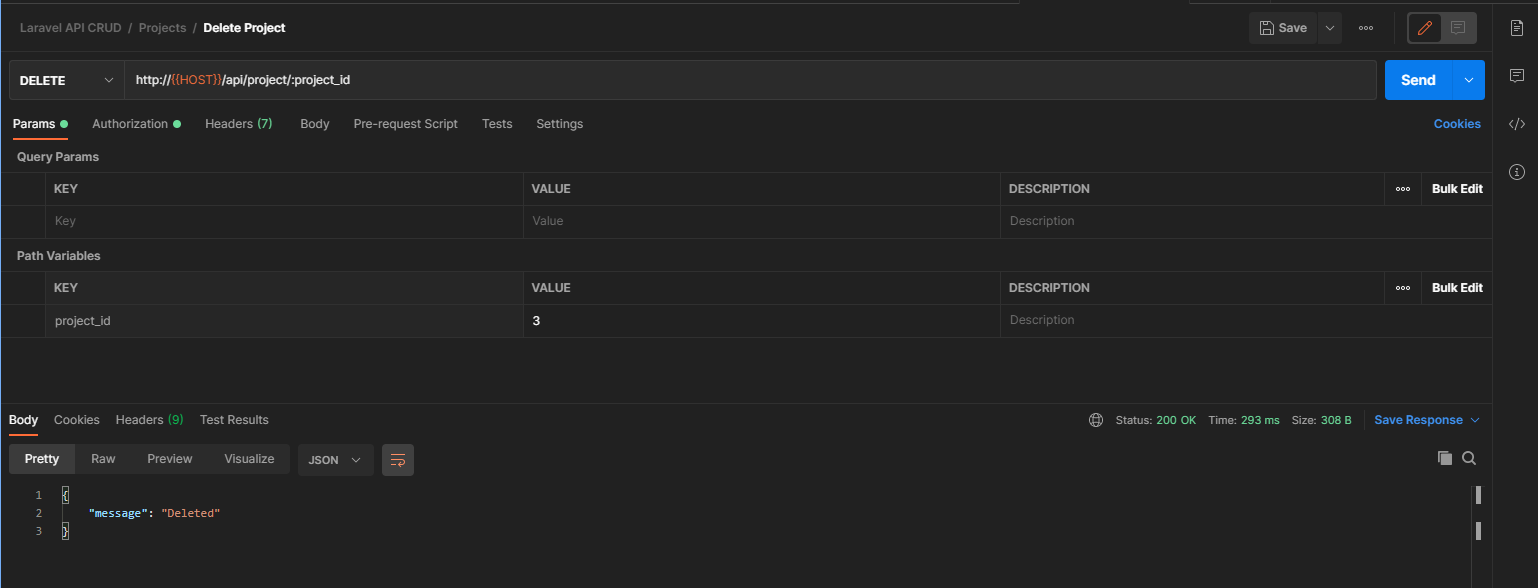 Laravel API CRUD / Projects / Delete Project Save
DELETE http://{{HOST}}/api/project/:project_id Send
Params Authorization Headers (7) Body Pre-request Script Tests Settings Cookies
Query Params
KEY VALUE DESCRIPTION Bulk Edit
Key Value Description
Path Variables
KEY VALUE DESCRIPTION Bulk Edit
project_id 3 Description
Body Cookies Headers (9) Test Results Status: 200 OK Time: 293 ms Size: 308 B Save Response
Pretty Raw Preview Visualize JSON
1 {
2 "message": "Deleted"
3 }